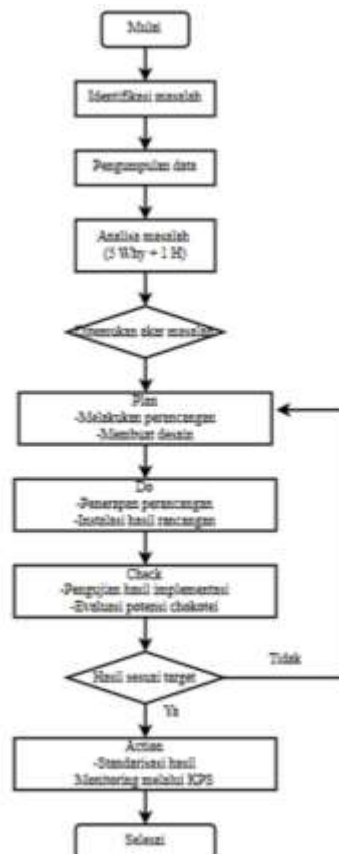 Mulai
Identifikasi masalah
Pengumpulan data
Analisa masalah
(5 Why + 1 H)
Ditemukan akar masalah
Plan
-Melakukan perancangan
-Membuat desain
Do
-Penerapan perancangan
-Instalasi hasil rancangan
Check
-Pengujian hasil implementasi
-Evaluasi potensi chokotei
Hasil sesuai target
Tidak
Ya
Action
-Standarisasi hasil
Monitoring melalui KPS
Selesai